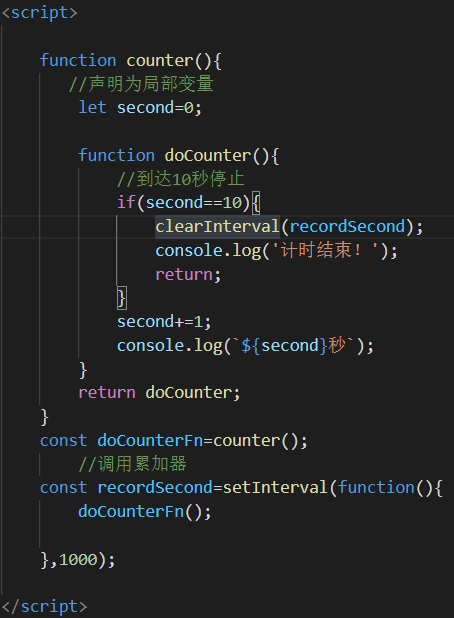 <script>
function counter(){
//声明为局部变量
let second=0;
function doCounter(){
//到达10秒停止
if(second==10){
clearInterval(recordSecond);
console.log('计时结束！');
return;
}
second+=1;
console.log(`${second}秒`);
}
return doCounter;
}
const doCounterFn=counter();
//调用累加器
const recordSecond=setInterval(function(){
doCounterFn();
},1000);
</script>